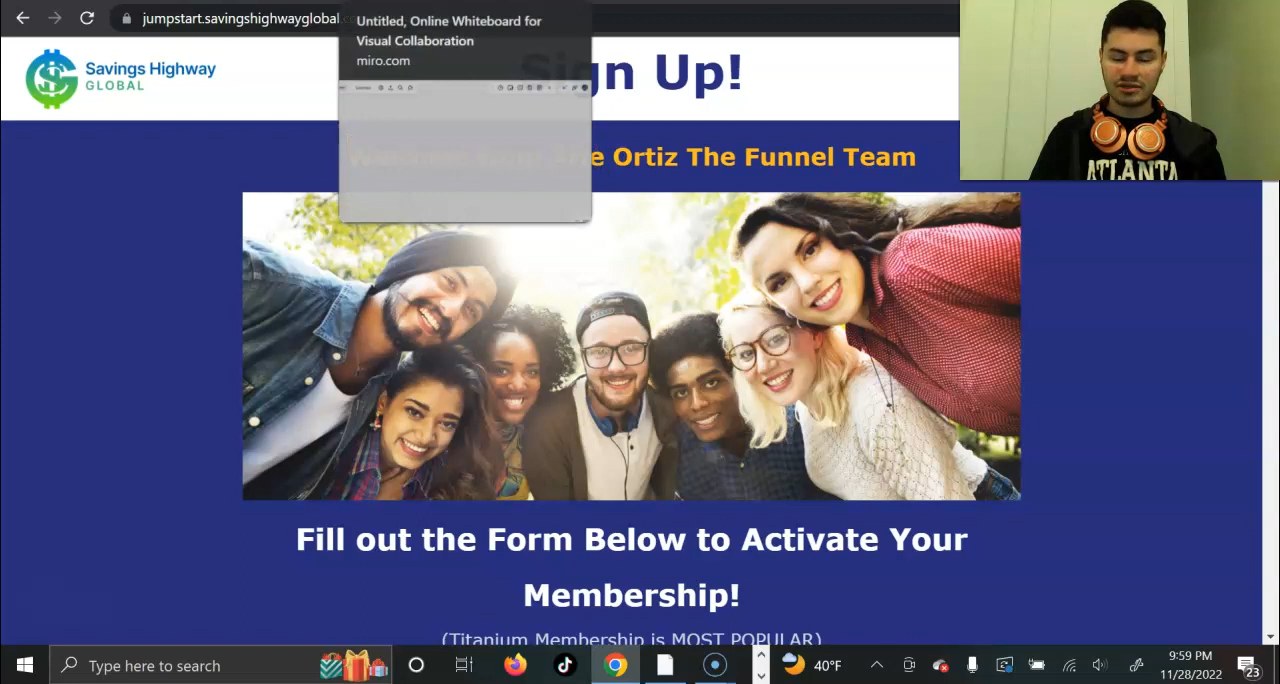 jumpstart.savingshighwayglobal
Untitled, Online Whiteboard for
Visual Collaboration
miro.com
Savings Highway
GLOBAL
Sign Up!
The Ortiz The Funnel Team
ATLANTA
Fill out the Form Below to Activate Your
Membership!
(Titanium Membership is MOST POPULAR)
Type here to search
40°F
9:59 PM
11/28/2022
23